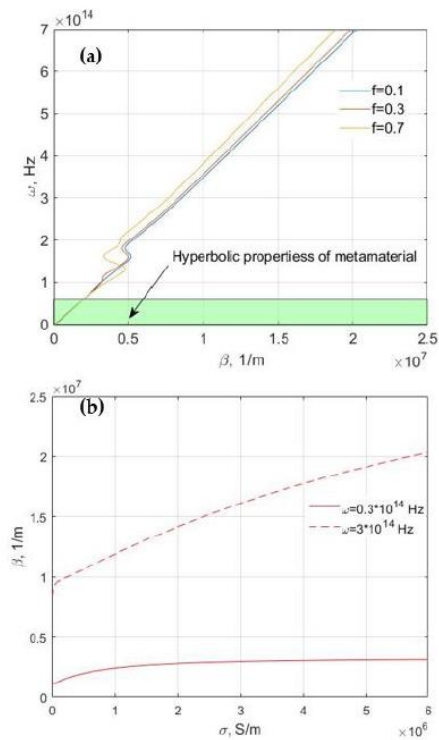 ×10^14
7
(a)
6
f=0.1
5
f=0.3
f=0.7
4
ω, Hz
3
2
Hyperbolic propertiess of metamaterial
1
0
0 0.5 1 1.5 2 2.5
β, 1/m
×10^7
×10^7
2.5
(b)
2
ω=0.3*10^14 Hz
1.5
ω=3*10^14 Hz
β, 1/m
1
0.5
0
0 1 2 3 4 5 6
σ, S/m
×10^6